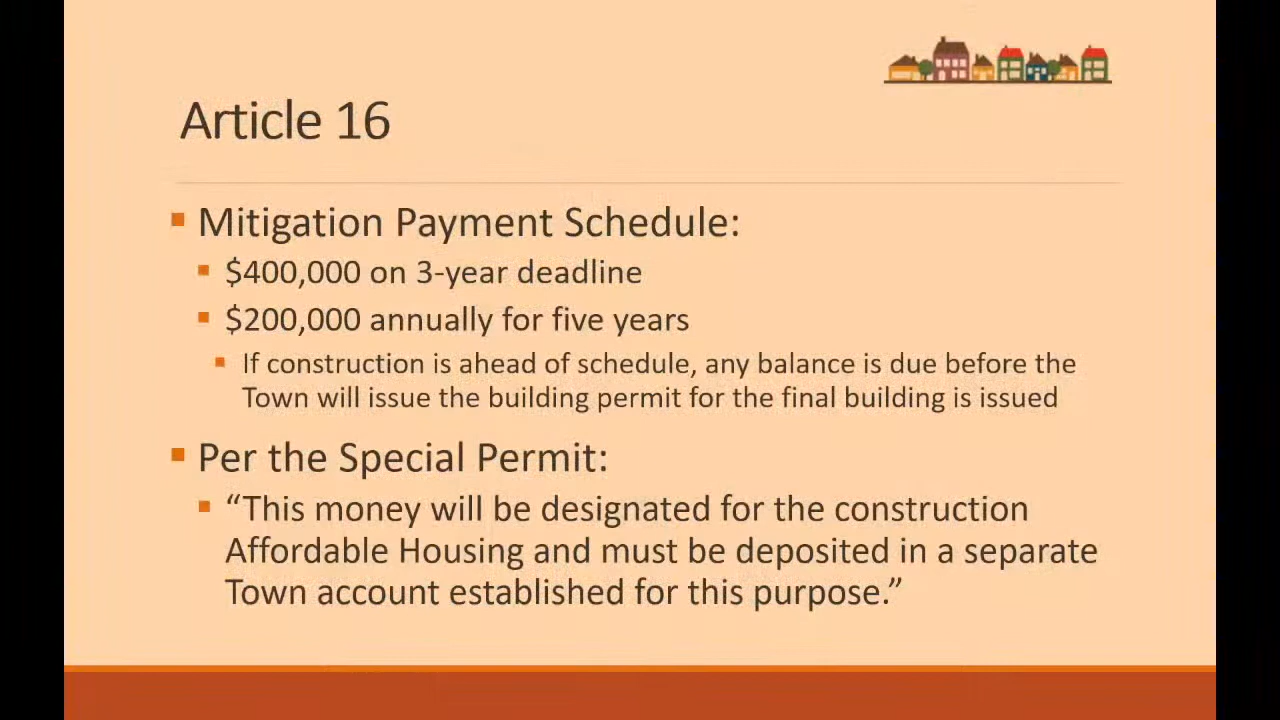 Article 16
Mitigation Payment Schedule:
$400,000 on 3-year deadline
$200,000 annually for five years
If construction is ahead of schedule, any balance is due before the
Town will issue the building permit for the final building is issued
Per the Special Permit:
“This money will be designated for the construction
Affordable Housing and must be deposited in a separate
Town account established for this purpose.”